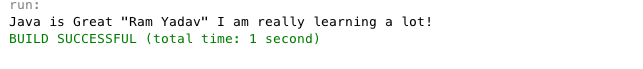 run:
Java is Great "Ram Yadav" I am really learning a lot!
BUILD SUCCESSFUL (total time: 1 second)